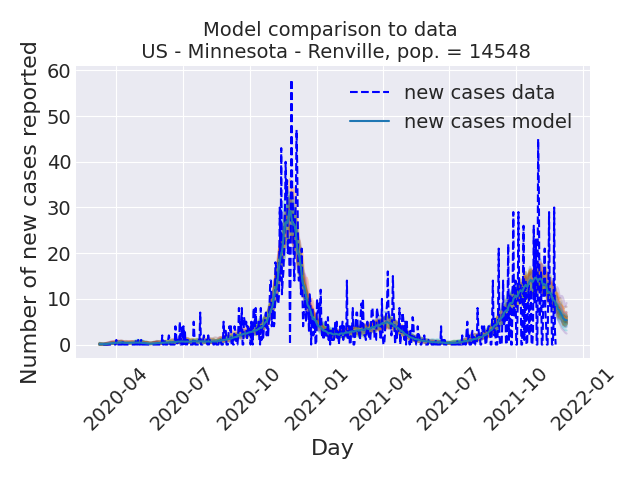 Model comparison to data
US - Minnesota - Renville, pop. = 14548
Number of new cases reported
60
50
40
30
20
10
0
new cases data
new cases model
2020-04
2020-07
2020-10
2021-01
2021-04
2021-07
2021-10
2022-01
Day